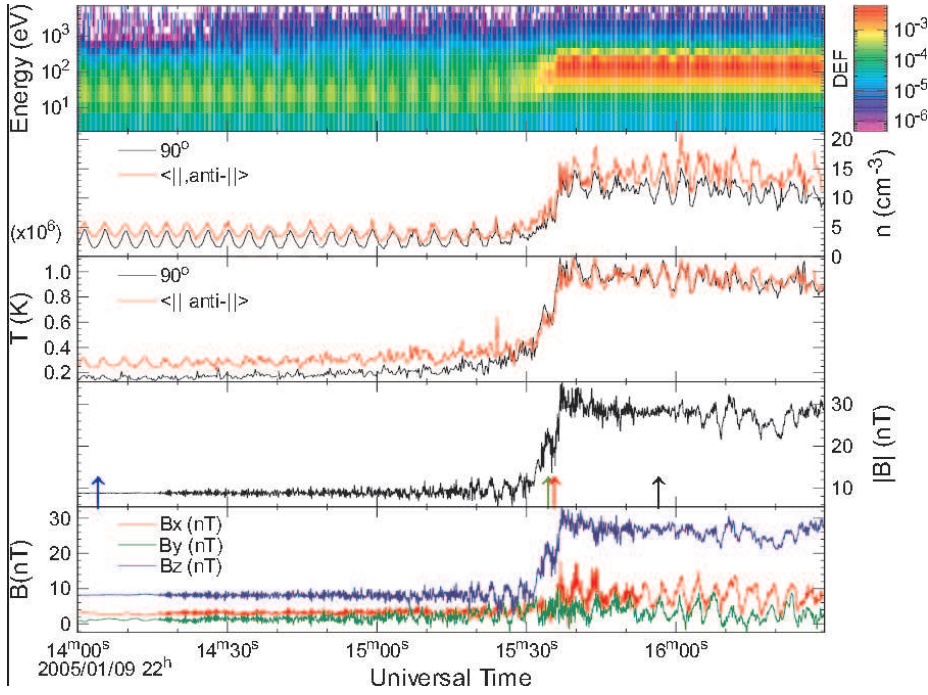 Energy (eV)
10³
10²
10¹
DEF
10⁻³
10⁻⁴
10⁻⁵
10⁻⁶
90º
<||,anti-||>
(x10⁶)
20
15
10
5
0
n (cm⁻³)
90º
<|| anti-||>
T (K)
1.0
0.8
0.6
0.4
0.2
30
20
10
|B| (nT)
Bx (nT)
By (nT)
Bz (nT)
B(nT)
30
20
10
0
14ᵐ00ˢ 14ᵐ30ˢ 15ᵐ00ˢ 15ᵐ30ˢ 16ᵐ00ˢ
2005/01/09 22ʰ
Universal Time